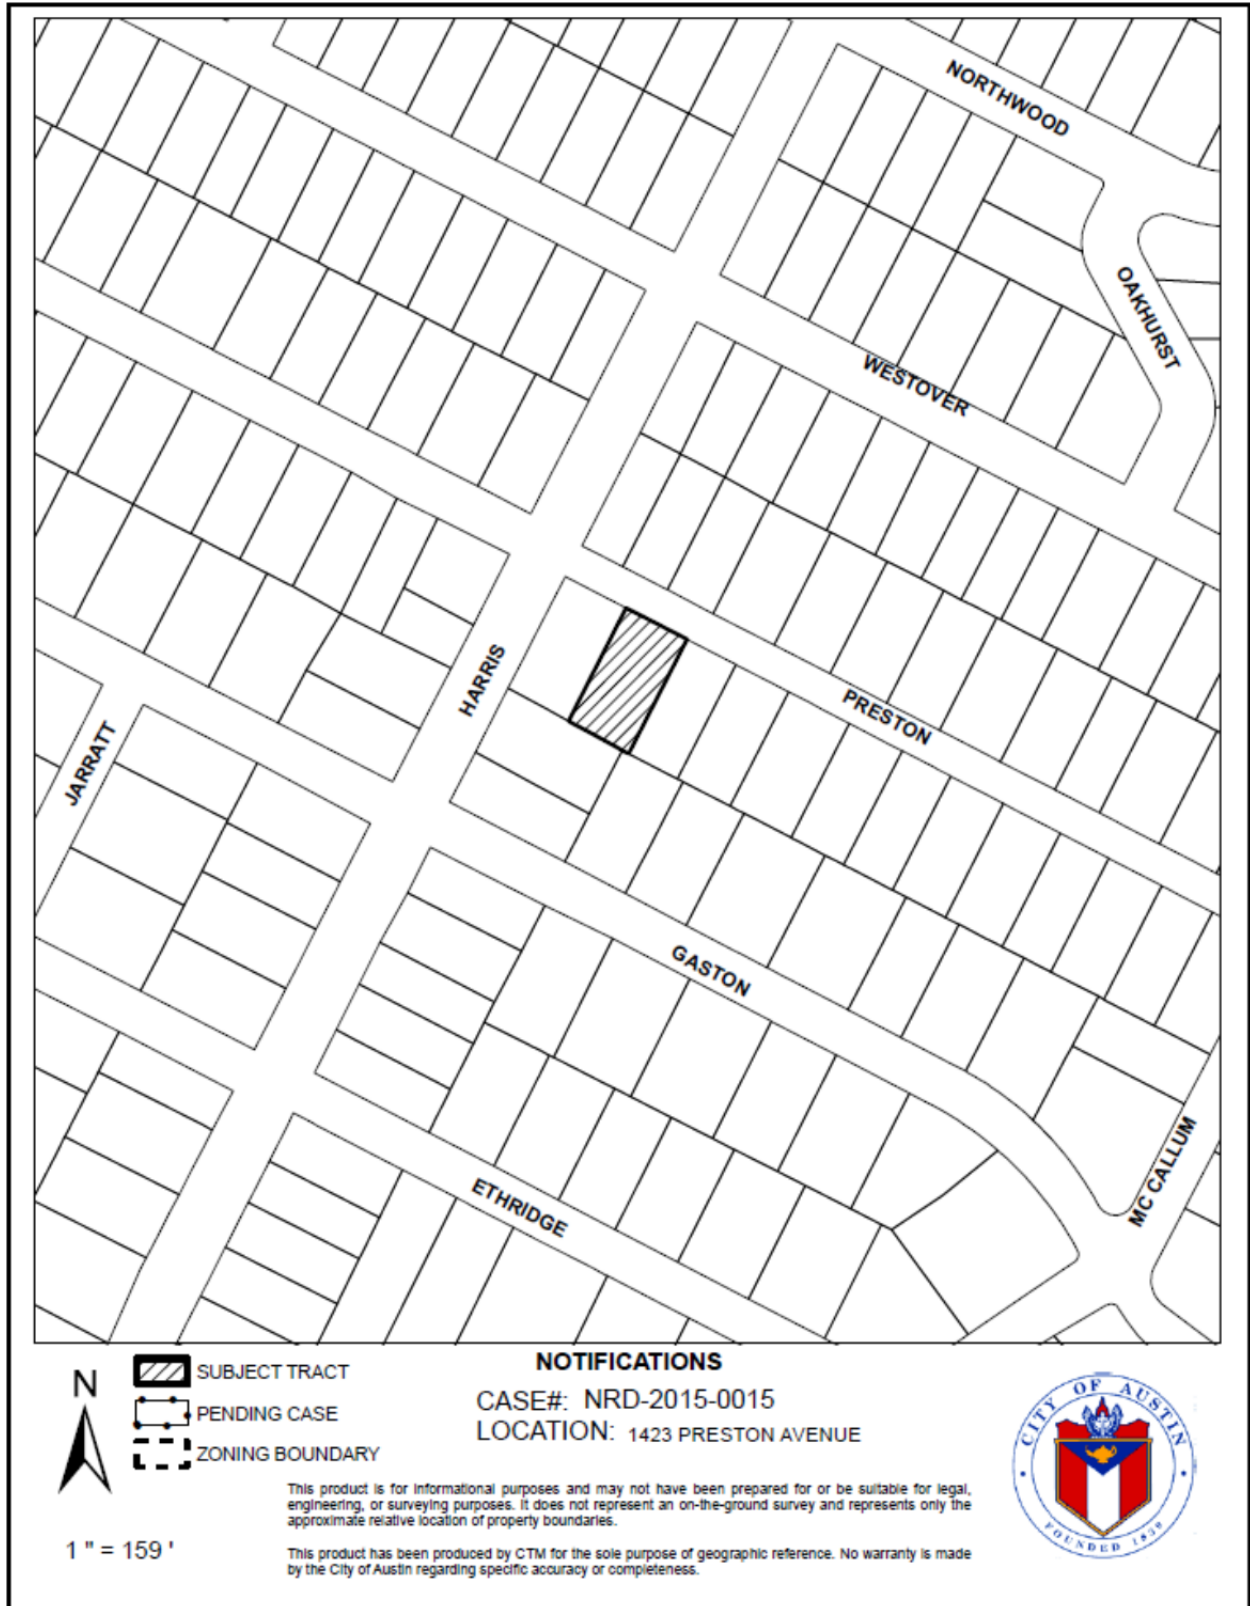 NORTHWOOD
OAKHURST
WESTOVER
HARRIS
PRESTON
JARRATT
GASTON
MC CALLUM
ETHRIDGE
N
SUBJECT TRACT
PENDING CASE
ZONING BOUNDARY
1 " = 159 '
NOTIFICATIONS
CASE#: NRD-2015-0015
LOCATION: 1423 PRESTON AVENUE
This product is for informational purposes and may not have been prepared for or be suitable for legal,
engineering, or surveying purposes. It does not represent an on-the-ground survey and represents only the
approximate relative location of property boundaries.
This product has been produced by CTM for the sole purpose of geographic reference. No warranty is made
by the City of Austin regarding specific accuracy or completeness.
CITY OF AUSTIN
FOUNDED 1839